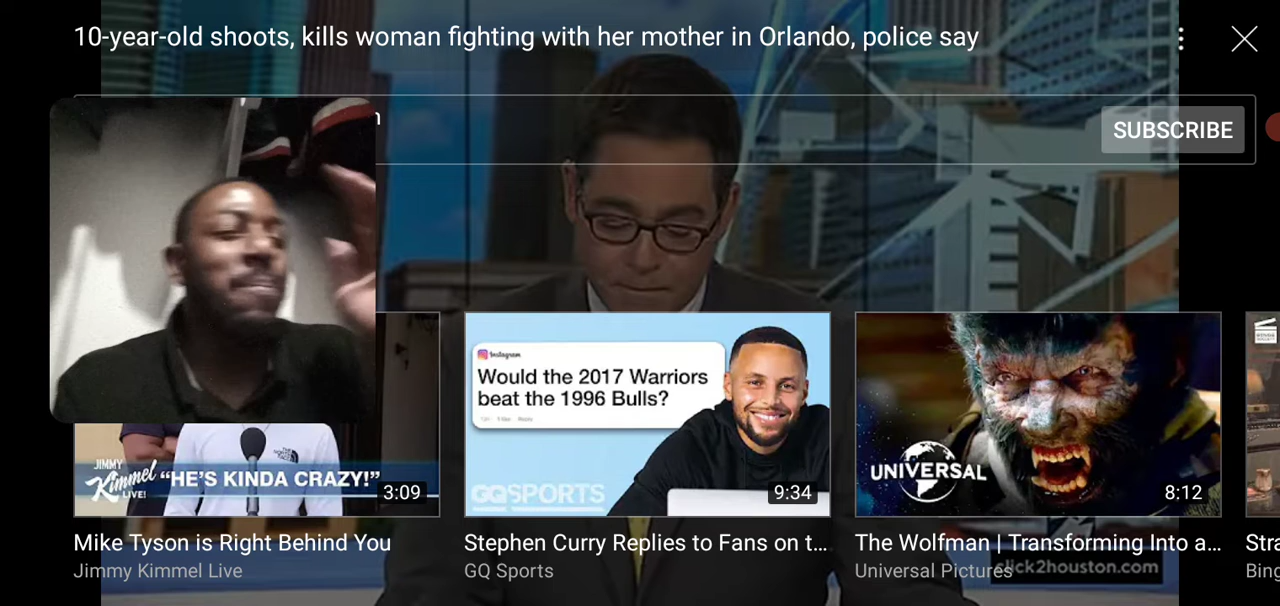 10-year-old shoots, kills woman fighting with her mother in Orlando, police say
SUBSCRIBE
Instagram
Would the 2017 Warriors
beat the 1996 Bulls?
GQSPORTS
9:34
UNIVERSAL
8:12
JIMMY
Kimmel
LIVE!
"HE'S KINDA CRAZY!"
3:09
Mike Tyson is Right Behind You
Jimmy Kimmel Live
Stephen Curry Replies to Fans on t…
GQ Sports
The Wolfman | Transforming Into a…
Universal Pictures
click2houston.com
Stra
Bing